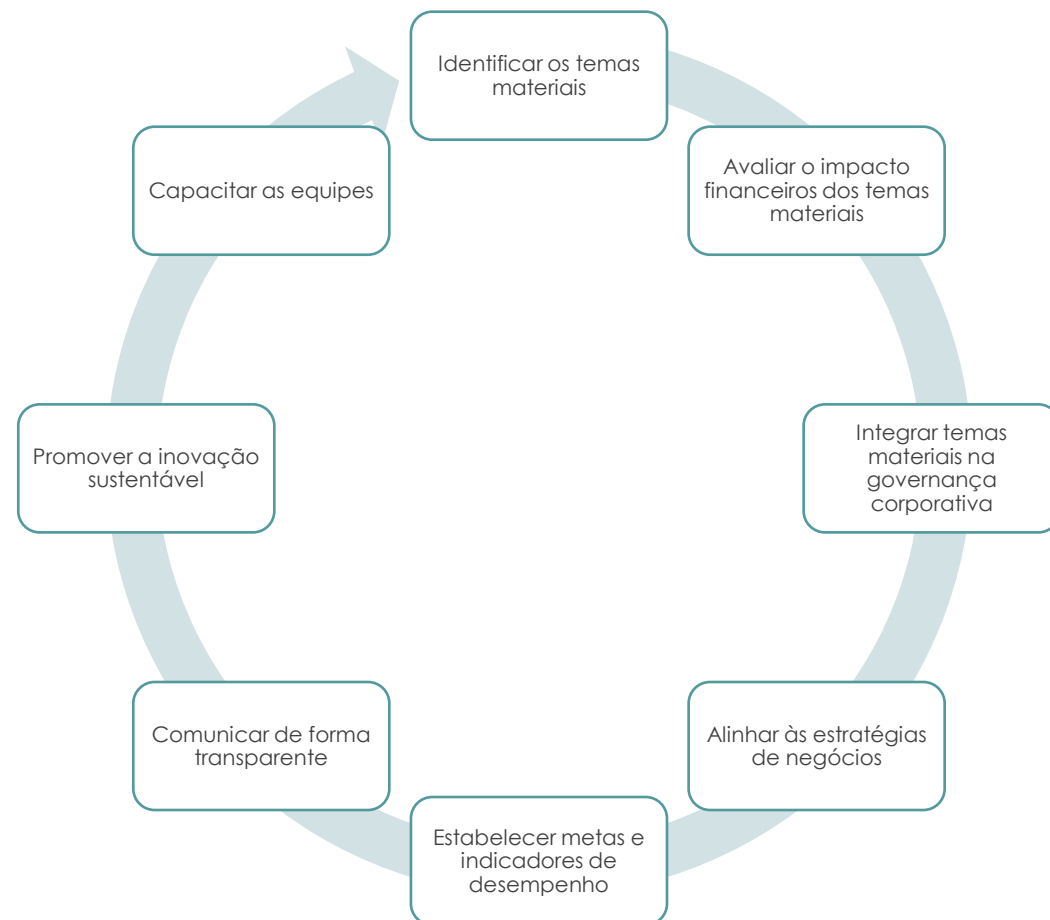 Identificar os temas
materiais
Avaliar o impacto
financeiros dos temas
materiais
Integrar temas
materiais na
governança
corporativa
Alinhar às estratégias
de negócios
Estabelecer metas e
indicadores de
desempenho
Comunicar de forma
transparente
Promover a inovação
sustentável
Capacitar as equipes